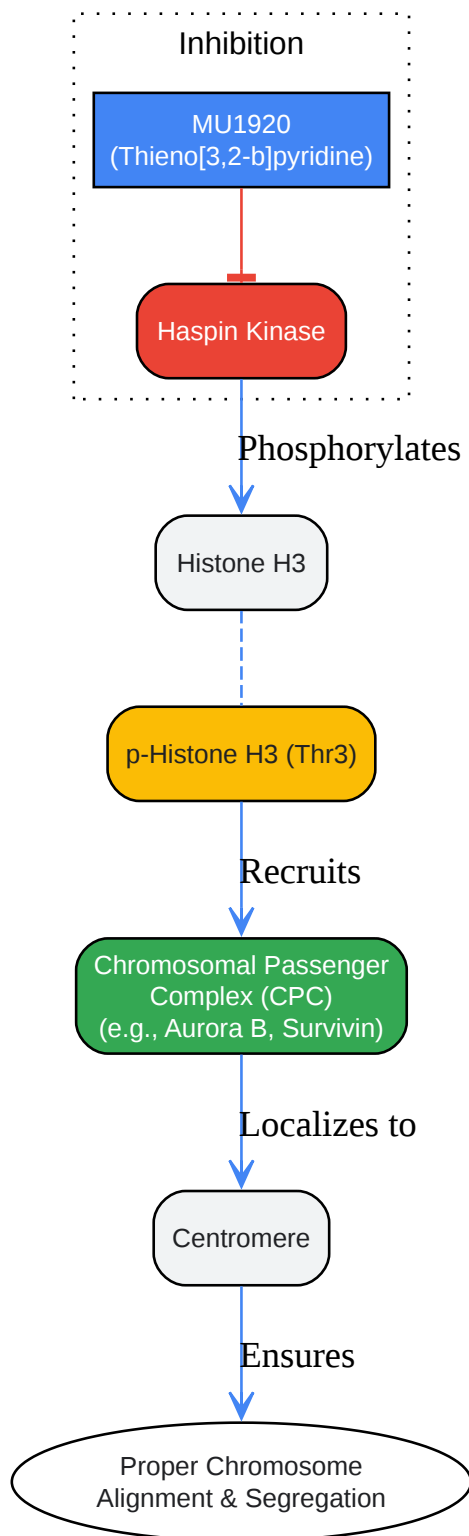 Inhibition
MU1920
(Thieno[3,2-b]pyridine)
Haspin Kinase
Phosphorylates
Histone H3
p-Histone H3 (Thr3)
Recruits
Chromosomal Passenger
Complex (CPC)
(e.g., Aurora B, Survivin)
Localizes to
Centromere
Ensures
Proper Chromosome
Alignment & Segregation